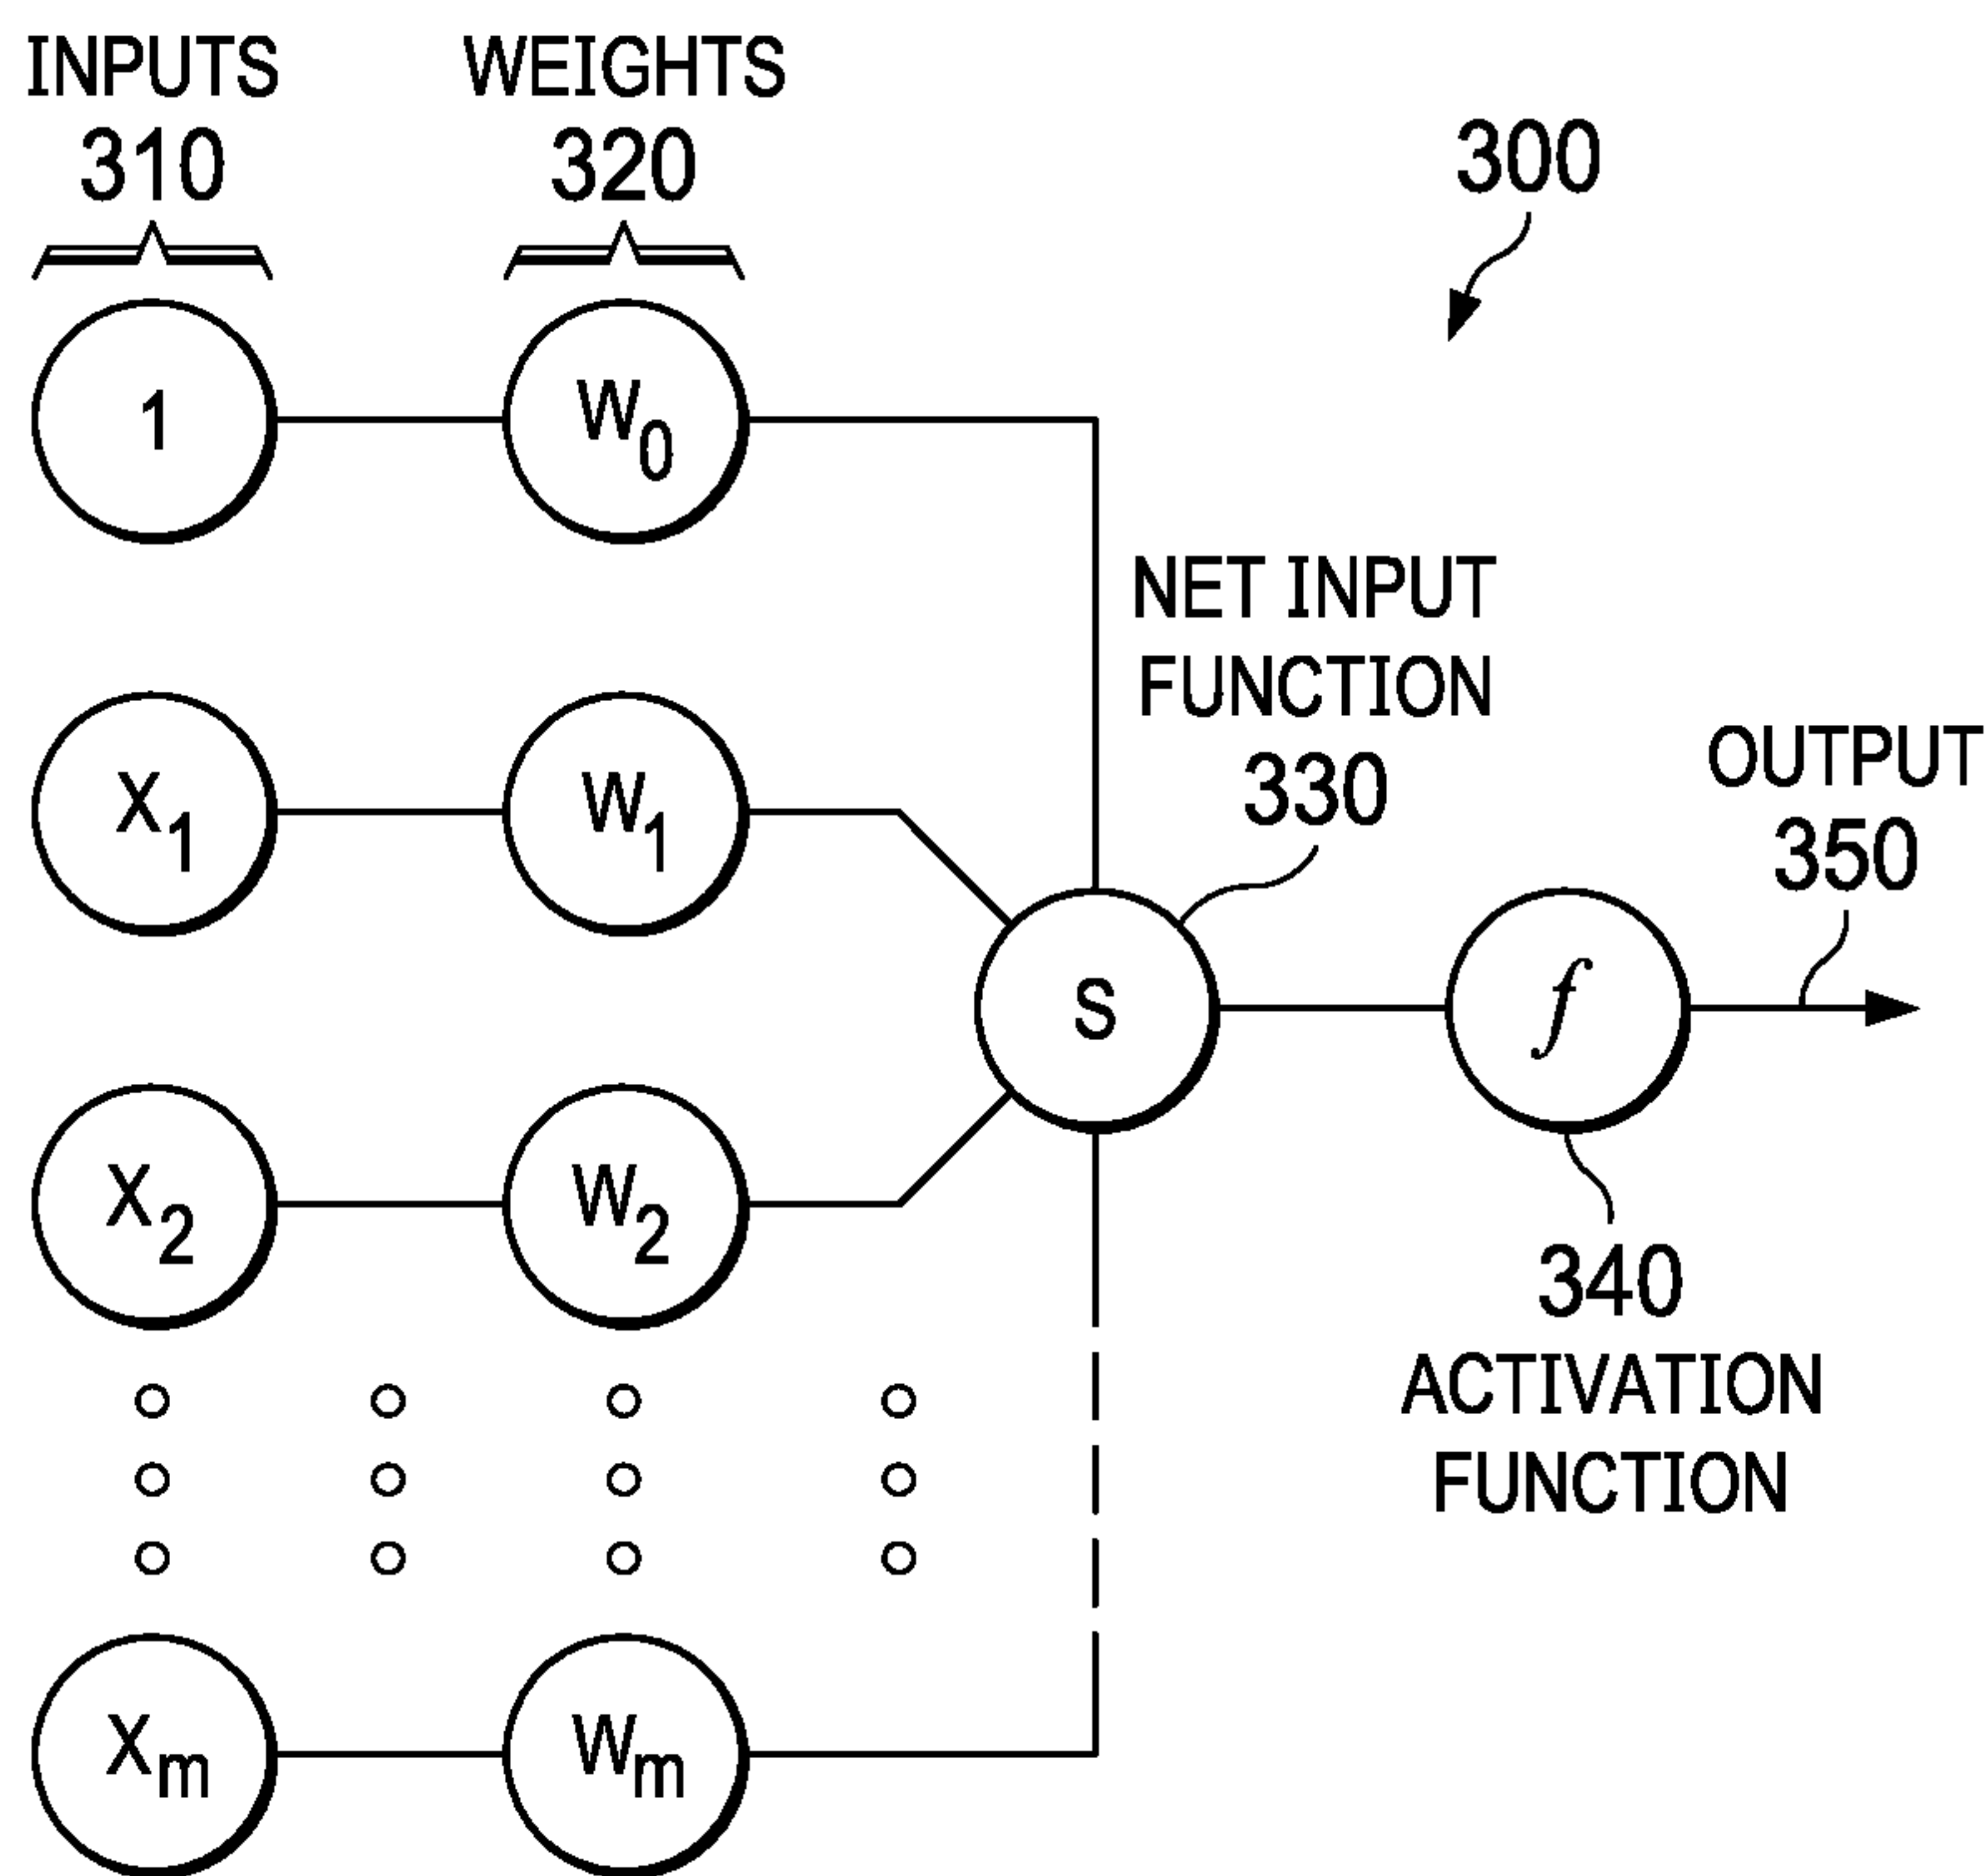 INPUTS
310
WEIGHTS
320
300
1
W0
NET INPUT
FUNCTION
330
OUTPUT
350
X1
W1
S
f
X2
W2
340
ACTIVATION
FUNCTION
Xm
Wm